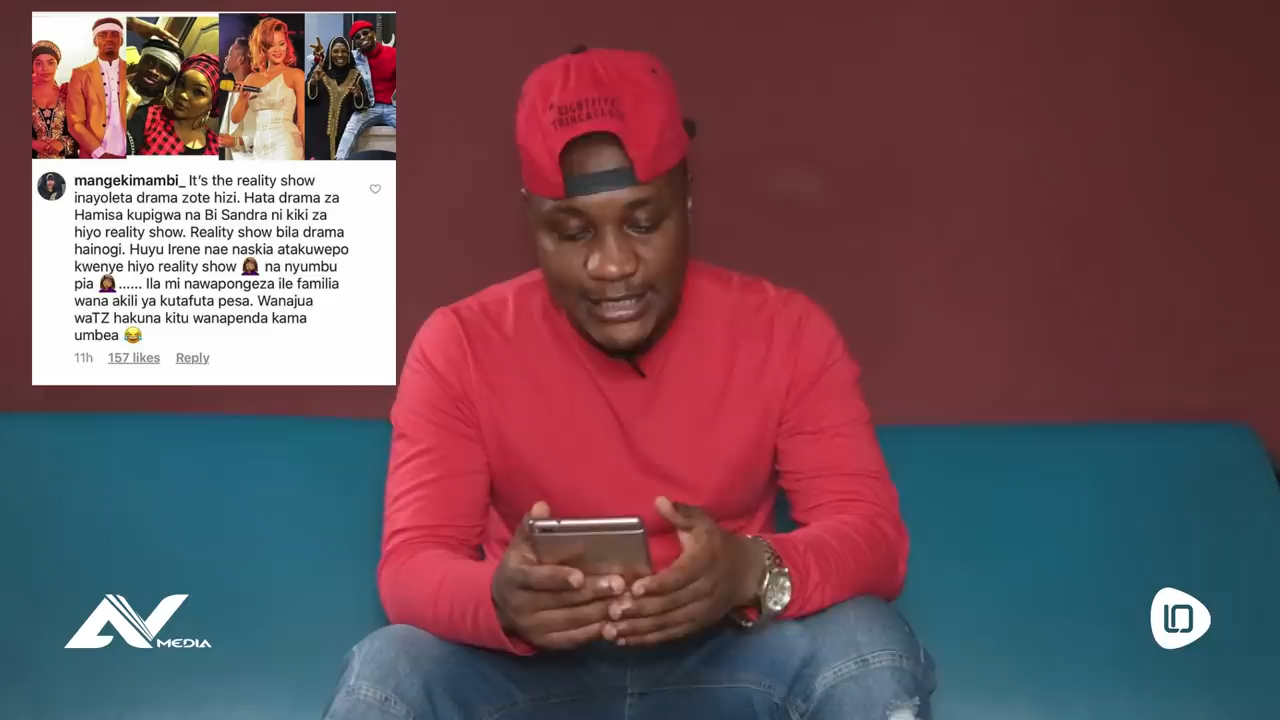 mangekimambi_ It's the reality show
inayoleta drama zote hizi. Hata drama za
Hamisa kupigwa na Bi Sandra ni kiki za
hiyo reality show. Reality show bila drama
hainogi. Huyu Irene nae naskia atakuwepo
kwenye hiyo reality show 🤦🏾‍♀️ na nyumbu
pia 🤦🏾‍♀️...... Ila mi nawapongeza ile familia
wana akili ya kutafuta pesa. Wanajua
waTZ hakuna kitu wanapenda kama
umbea 😂
11h 157 likes Reply
AV MEDIA